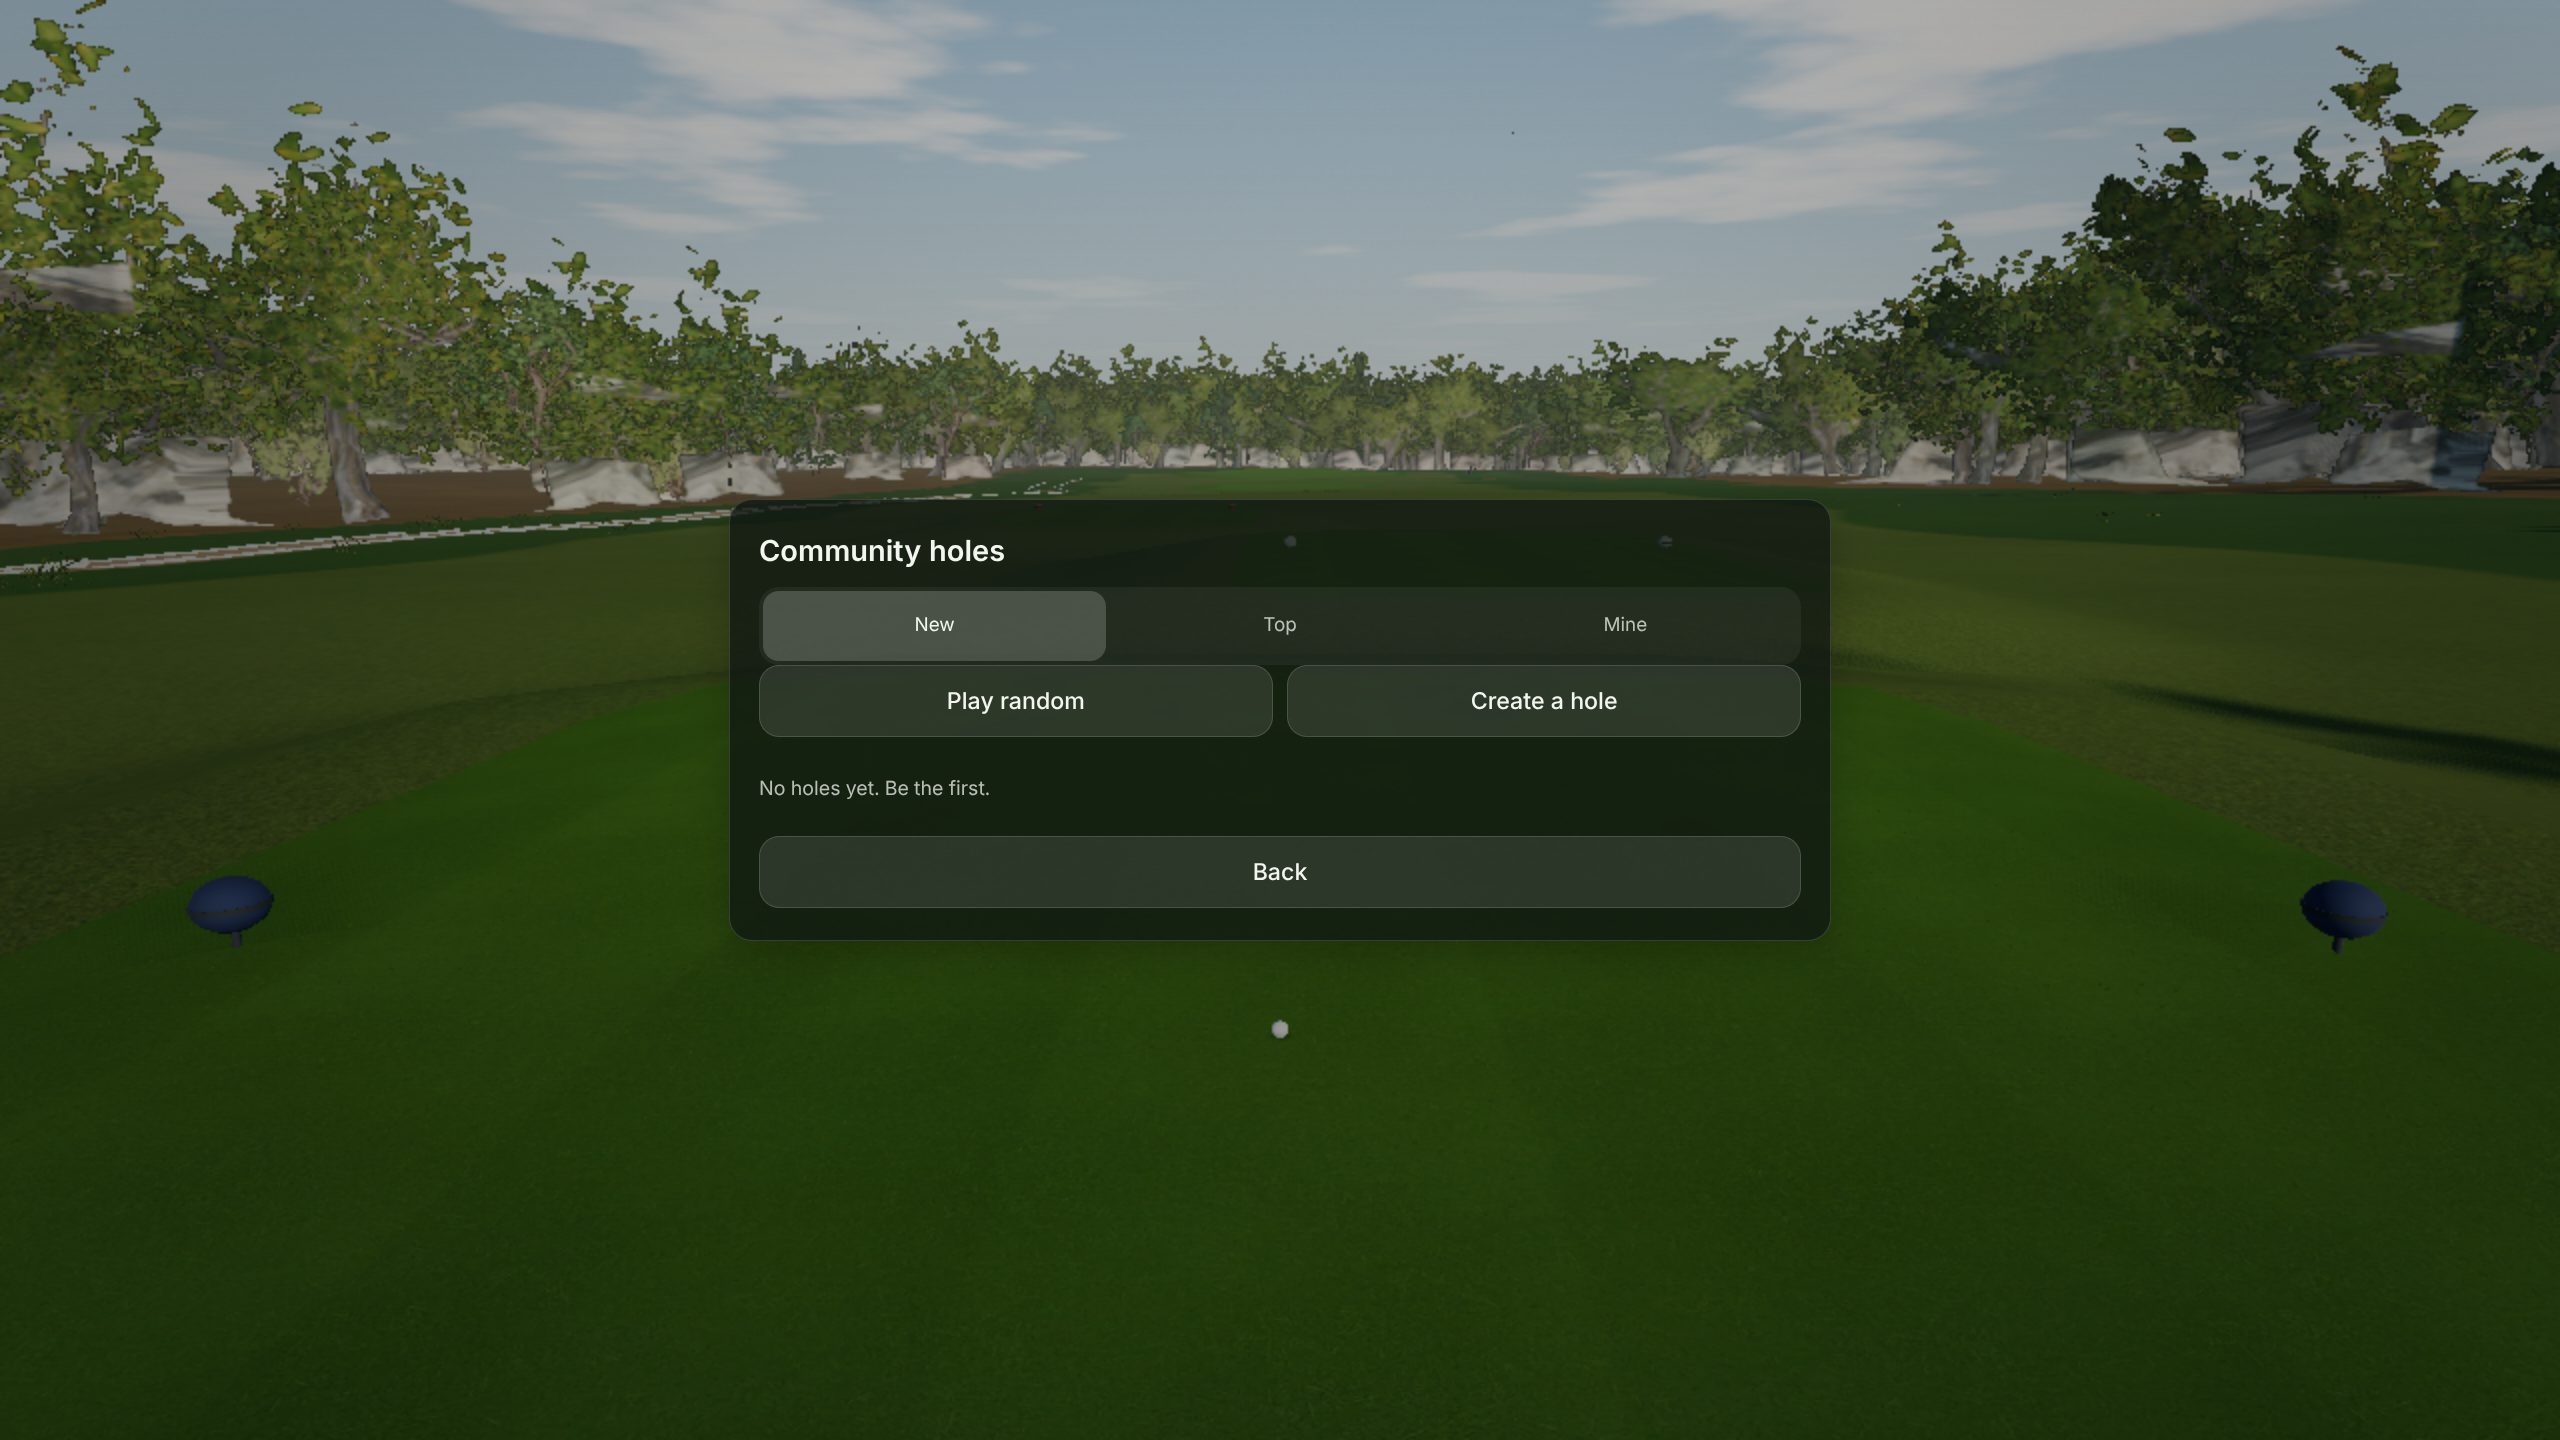 Community holes
New Top Mine
Play random Create a hole
No holes yet. Be the first.
Back